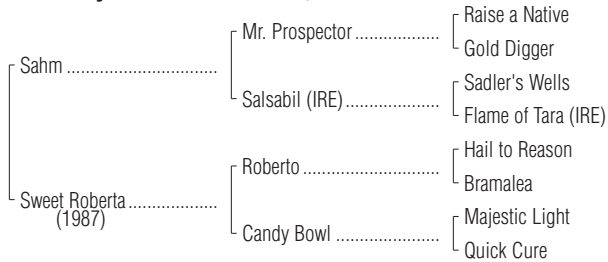 Raise a Native
Mr. Prospector ....................
Gold Digger
Sahm ....................................
Sadler's Wells
Salsabil (IRE)......................
Flame of Tara (IRE)
Hail to Reason
Roberto ................................
Bramalea
Sweet Roberta.....................
(1987)
Majestic Light
Candy Bowl .........................
Quick Cure